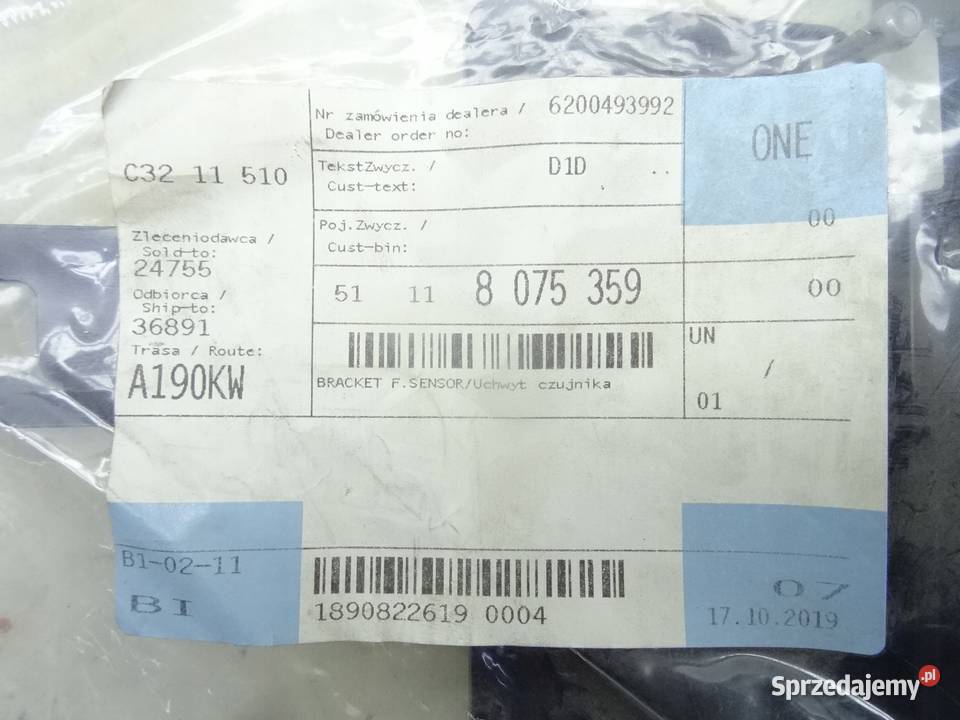 C32 11 510
Zleceniodawca /
Sold-to:
24755
Odbiorca /
Ship-to:
36891
Trasa / Route:
A190KW
Nr zamówienia dealera / 6200493992
Dealer order no:
TekstZwycz. / D1D ..
Cust-text:
Poj.Zwycz. /
Cust-bin:
51 11 8 075 359
BRACKET F.SENSOR/Uchwyt czujnika
ONE
00
00
UN
/
01
B1-02-11
BI
1890822619 0004
07
17.10.2019
Sprzedajemy.pl